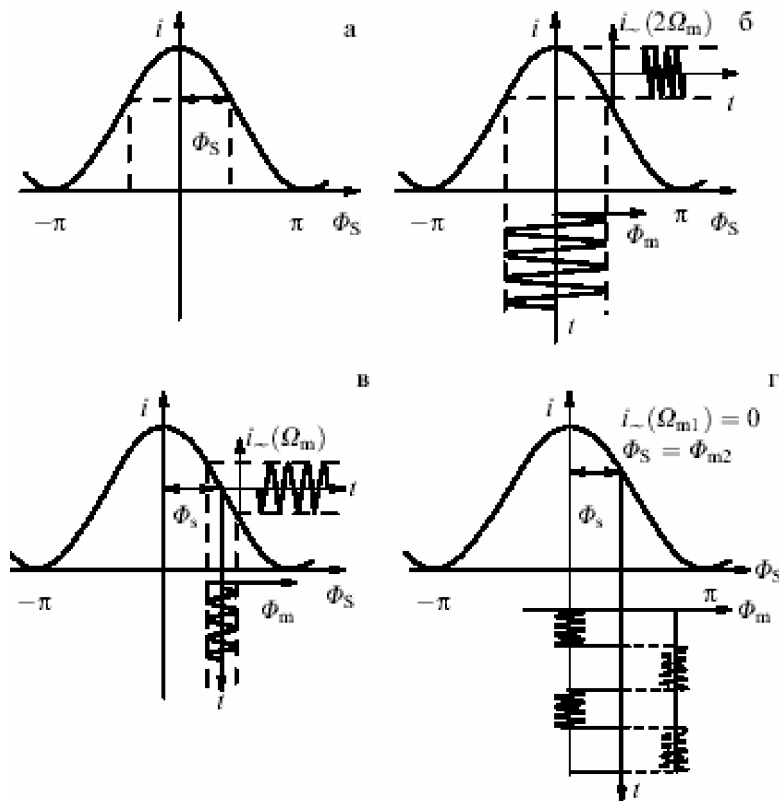 i
а
Φ_S
−π
π
Φ_S
i
i_∼(2Ω_m)
б
t
−π
Φ_m
π
Φ_S
t
в
i
i_∼(Ω_m)
t
Φ_s
−π
Φ_m
Φ_S
t
г
i
i_∼(Ω_m1) = 0
Φ_S = Φ_m2
Φ_s
Φ_S
−π
π
Φ_m
t